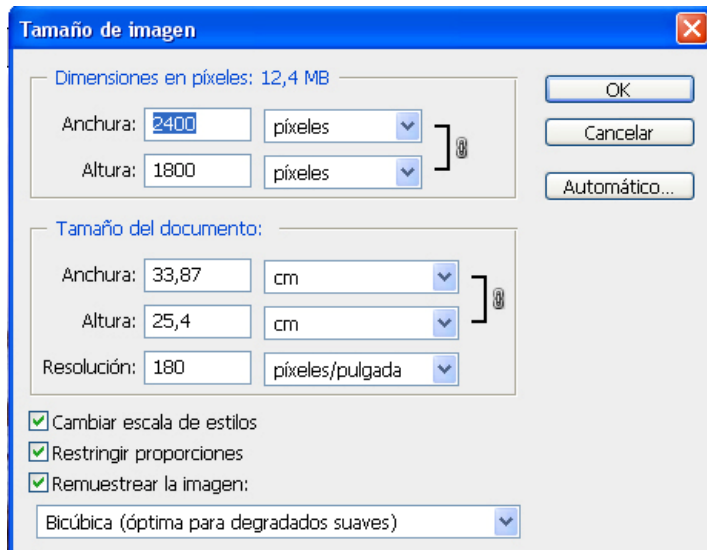 Tamaño de imagen
Dimensiones en píxeles: 12,4 MB
Anchura: 2400 píxeles
Altura: 1800 píxeles
OK
Cancelar
Automático...
Tamaño del documento:
Anchura: 33,87 cm
Altura: 25,4 cm
Resolución: 180 píxeles/pulgada
Cambiar escala de estilos
Restringir proporciones
Remuestrear la imagen:
Bicúbica (óptima para degradados suaves)